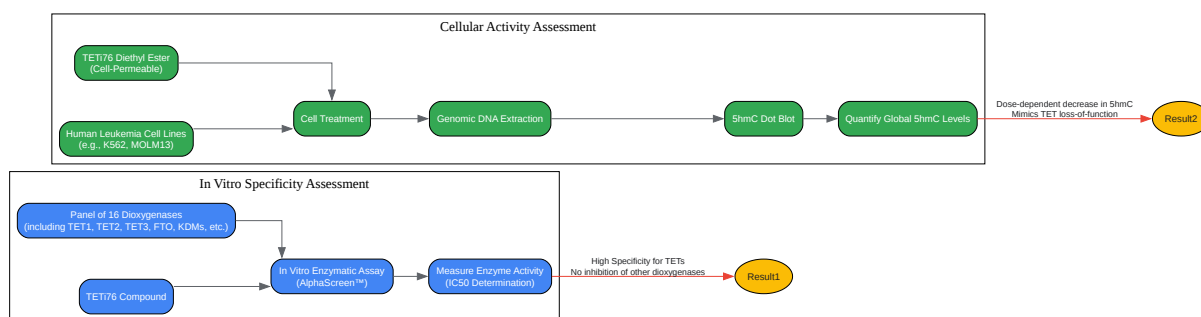 Cellular Activity Assessment
TETi76 Diethyl Ester
(Cell-Permeable)
Human Leukemia Cell Lines
(e.g., K562, MOLM13)
Cell Treatment
Genomic DNA Extraction
5hmC Dot Blot
Quantify Global 5hmC Levels
Dose-dependent decrease in 5hmC
Mimics TET loss-of-function
Result2
In Vitro Specificity Assessment
Panel of 16 Dioxygenases
(including TET1, TET2, TET3, FTO, KDMs, etc.)
TETi76 Compound
In Vitro Enzymatic Assay
(AlphaScreen™)
Measure Enzyme Activity
(IC50 Determination)
High Specificity for TETs
No inhibition of other dioxygenases
Result1